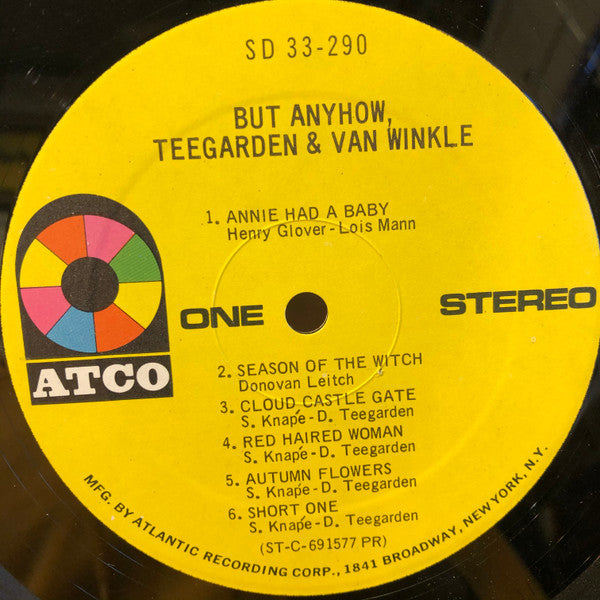 SD 33-290
BUT ANYHOW,
TEEGARDEN & VAN WINKLE
1. ANNIE HAD A BABY
Henry Glover-Lois Mann
ATCO
ONE
STEREO
2. SEASON OF THE WITCH
Donovan Leitch
3. CLOUD CASTLE GATE
S. Knapé-D. Teegarden
4. RED HAIRED WOMAN
S. Knapé-D. Teegarden
5. AUTUMN FLOWERS
S. Knapé-D. Teegarden
6. SHORT ONE
S. Knapé-D. Teegarden
(ST-C-691577 PR)
MFG. BY ATLANTIC RECORDING CORP., 1841 BROADWAY, NEW YORK, N.Y.